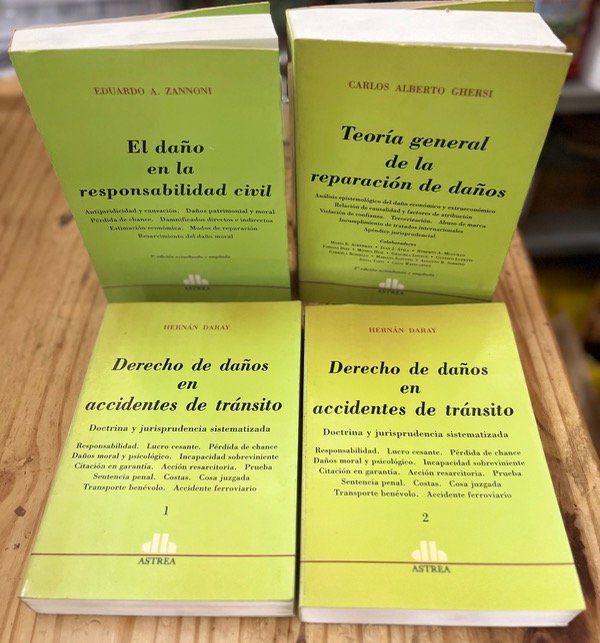 EDUARDO A. ZANNONI
El daño
en la
responsabilidad civil
Antijuridicidad y causación. Daños patrimonial y moral
Pérdida de chance. Damnificados directos e indirectos
Estimación económica. Modos de reparación
Resarcimiento del daño moral
edición actualizada y ampliada
ASTREA
CARLOS ALBERTO GHERSI
Teoría general
de la
reparación de daños
Análisis epistemológico del daño económico y extraeconómico
Relación de causalidad y factores de atribución
Violación de confianza. Tercerización. Abuso de marca
Incumplimiento de tratados internacionales
Apéndice jurisprudencial
Colaboradores
edición actualizada y ampliada
ASTREA
HERNÁN DARAY
Derecho de daños
en
accidentes de tránsito
Doctrina y jurisprudencia sistematizada
Responsabilidad. Lucro cesante. Pérdida de chance
Daños moral y psicológico. Incapacidad sobreviniente
Citación en garantía. Acción resarcitoria. Prueba
Sentencia penal. Costas. Cosa juzgada
Transporte benévolo. Accidente ferroviario
1
ASTREA
HERNÁN DARAY
Derecho de daños
en
accidentes de tránsito
Doctrina y jurisprudencia sistematizada
Responsabilidad. Lucro cesante. Pérdida de chance
Daños moral y psicológico. Incapacidad sobreviniente
Citación en garantía. Acción resarcitoria. Prueba
Sentencia penal. Costas. Cosa juzgada
Transporte benévolo. Accidente ferroviario
2
ASTREA